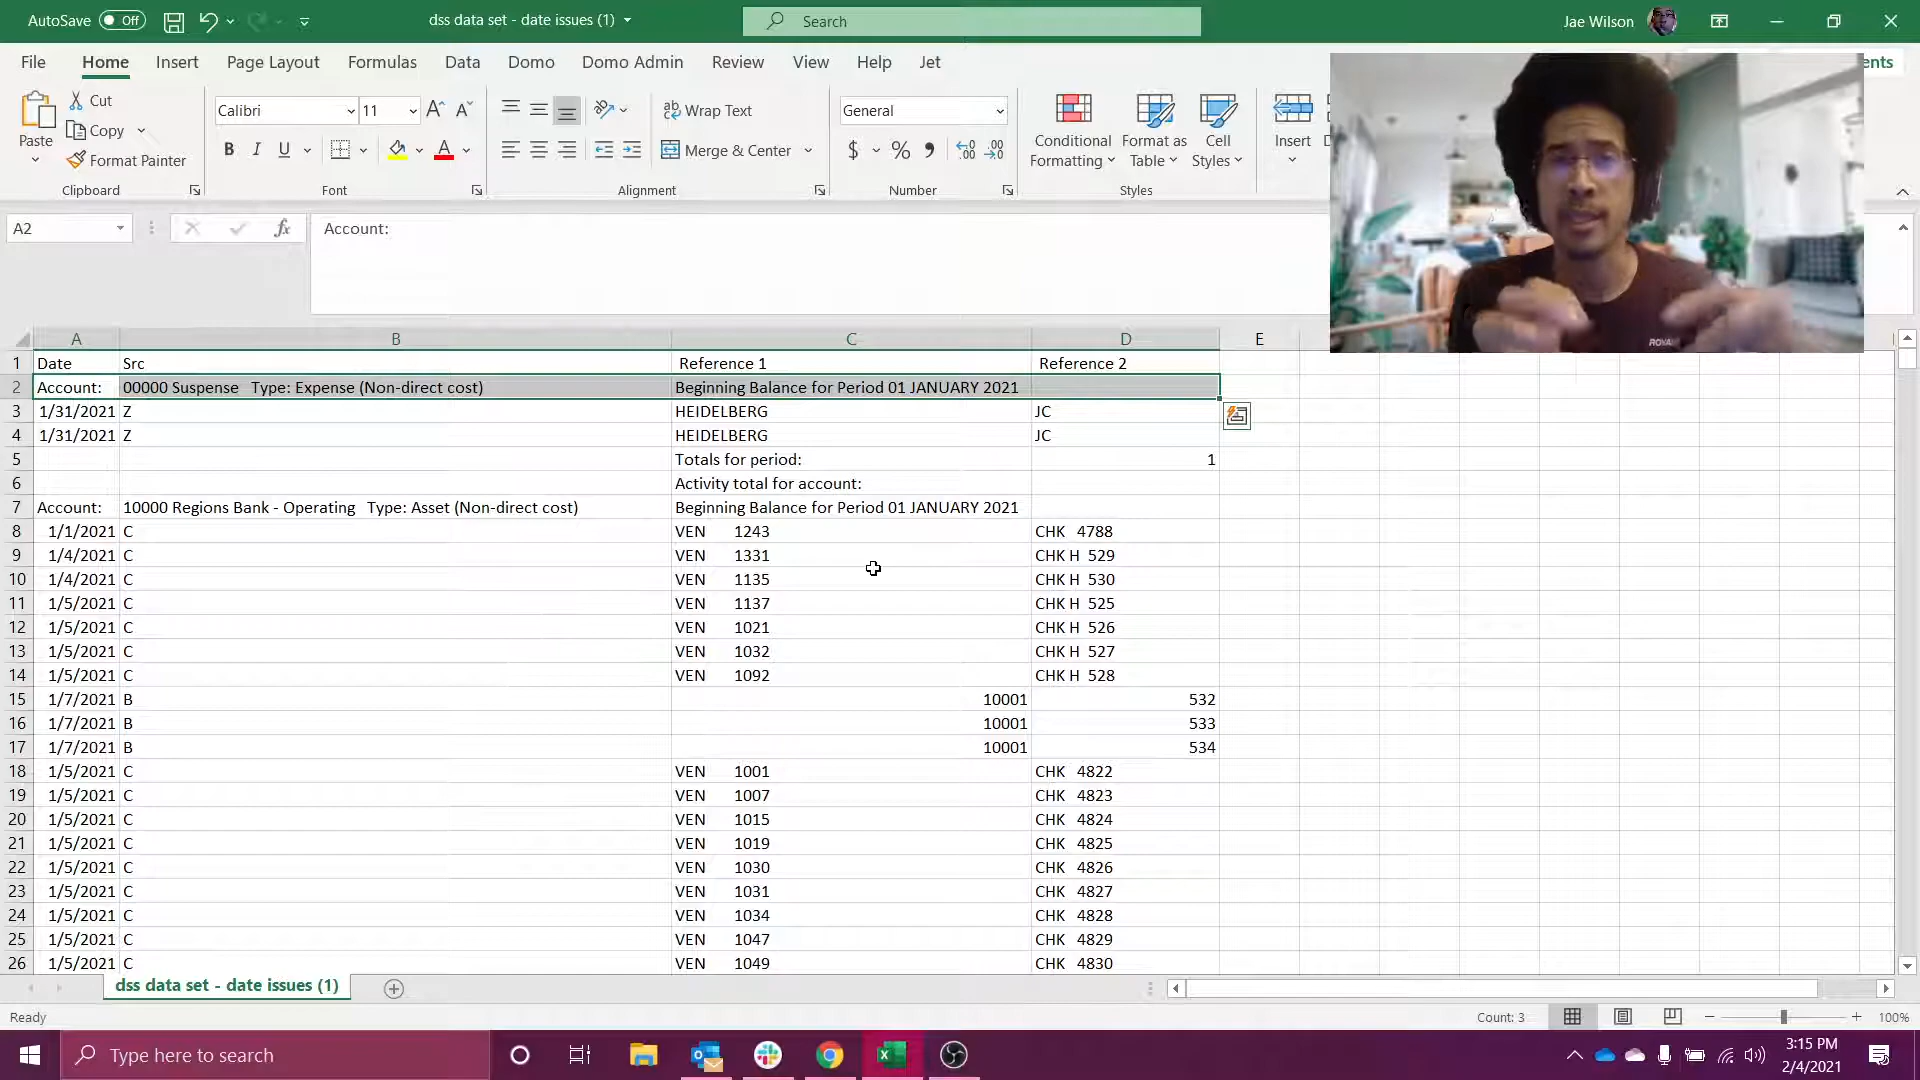 AutoSave Off
dss data set - date issues (1)
Search
Jae Wilson
File Home Insert Page Layout Formulas Data Domo Domo Admin Review View Help Jet
ents
Paste
Cut
Copy
Format Painter
Calibri 11
B I U
Wrap Text
Merge & Center
General
$ % 9
Conditional Formatting
Format as Table
Cell Styles
Insert
Clipboard Font Alignment Number Styles
A2 fx Account:
A B C D E
1 Date Src Reference 1 Reference 2
2 Account: 00000 Suspense Type: Expense (Non-direct cost) Beginning Balance for Period 01 JANUARY 2021
3 1/31/2021 Z HEIDELBERG JC
4 1/31/2021 Z HEIDELBERG JC
5 Totals for period: 1
6 Activity total for account:
7 Account: 10000 Regions Bank - Operating Type: Asset (Non-direct cost) Beginning Balance for Period 01 JANUARY 2021
8 1/1/2021 C VEN 1243 CHK 4788
9 1/4/2021 C VEN 1331 CHK H 529
10 1/4/2021 C VEN 1135 CHK H 530
11 1/5/2021 C VEN 1137 CHK H 525
12 1/5/2021 C VEN 1021 CHK H 526
13 1/5/2021 C VEN 1032 CHK H 527
14 1/5/2021 C VEN 1092 CHK H 528
15 1/7/2021 B 10001 532
16 1/7/2021 B 10001 533
17 1/7/2021 B 10001 534
18 1/5/2021 C VEN 1001 CHK 4822
19 1/5/2021 C VEN 1007 CHK 4823
20 1/5/2021 C VEN 1015 CHK 4824
21 1/5/2021 C VEN 1019 CHK 4825
22 1/5/2021 C VEN 1030 CHK 4826
23 1/5/2021 C VEN 1031 CHK 4827
24 1/5/2021 C VEN 1034 CHK 4828
25 1/5/2021 C VEN 1047 CHK 4829
26 1/5/2021 C VEN 1049 CHK 4830
dss data set - date issues (1)
Ready
Count: 3
100%
Type here to search
3:15 PM
2/4/2021